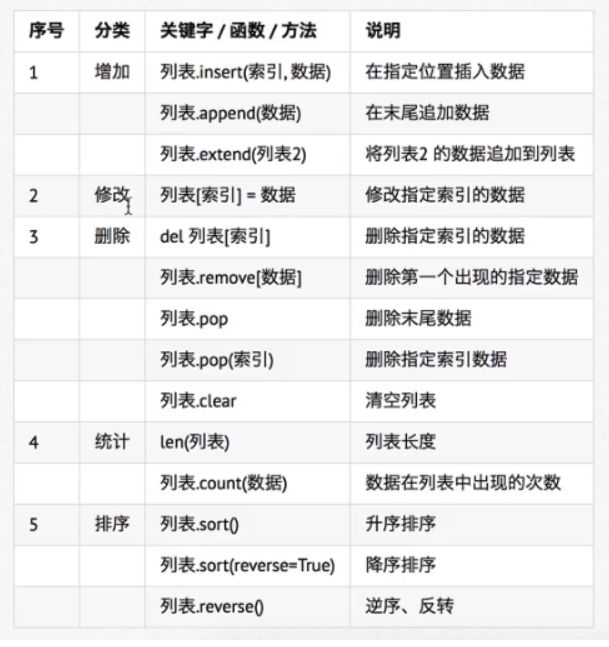 序号 分类 关键字 / 函数 / 方法 说明
1 增加 列表.insert(索引, 数据) 在指定位置插入数据
列表.append(数据) 在末尾追加数据
列表.extend(列表2) 将列表2 的数据追加到列表
2 修改 列表[索引] = 数据 修改指定索引的数据
3 删除 del 列表[索引] 删除指定索引的数据
列表.remove[数据] 删除第一个出现的指定数据
列表.pop 删除末尾数据
列表.pop(索引) 删除指定索引数据
列表.clear 清空列表
4 统计 len(列表) 列表长度
列表.count(数据) 数据在列表中出现的次数
5 排序 列表.sort() 升序排序
列表.sort(reverse=True) 降序排序
列表.reverse() 逆序、反转